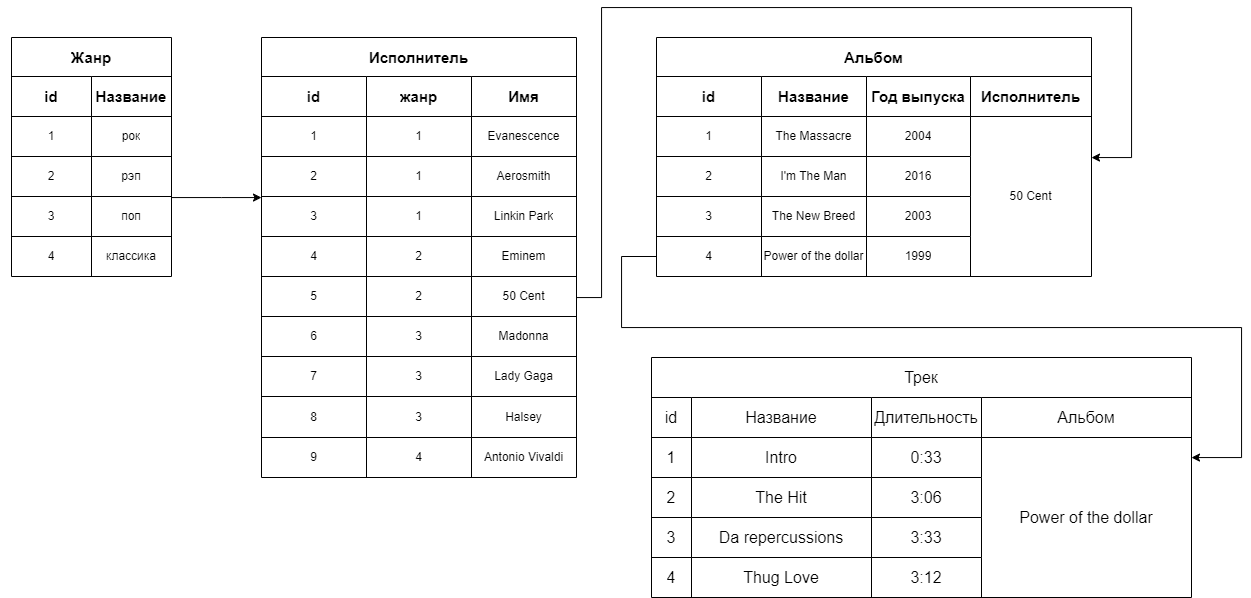 Жанр
id Название
1 рок
2 рэп
3 поп
4 классика
Исполнитель
id жанр Имя
1 1 Evanescence
2 1 Aerosmith
3 1 Linkin Park
4 2 Eminem
5 2 50 Cent
6 3 Madonna
7 3 Lady Gaga
8 3 Halsey
9 4 Antonio Vivaldi
Альбом
id Название Год выпуска Исполнитель
1 The Massacre 2004
2 I'm The Man 2016
50 Cent
3 The New Breed 2003
4 Power of the dollar 1999
Трек
id Название Длительность Альбом
1 Intro 0:33
2 The Hit 3:06
Power of the dollar
3 Da repercussions 3:33
4 Thug Love 3:12